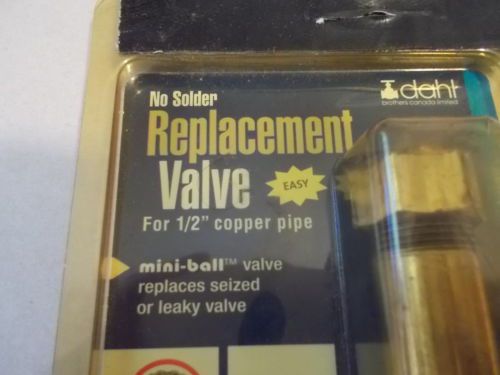 dahl
brothers canada limited
No Solder
Replacement
Valve
EASY
For 1/2" copper pipe
mini-ball™ valve
replaces seized
or leaky valve